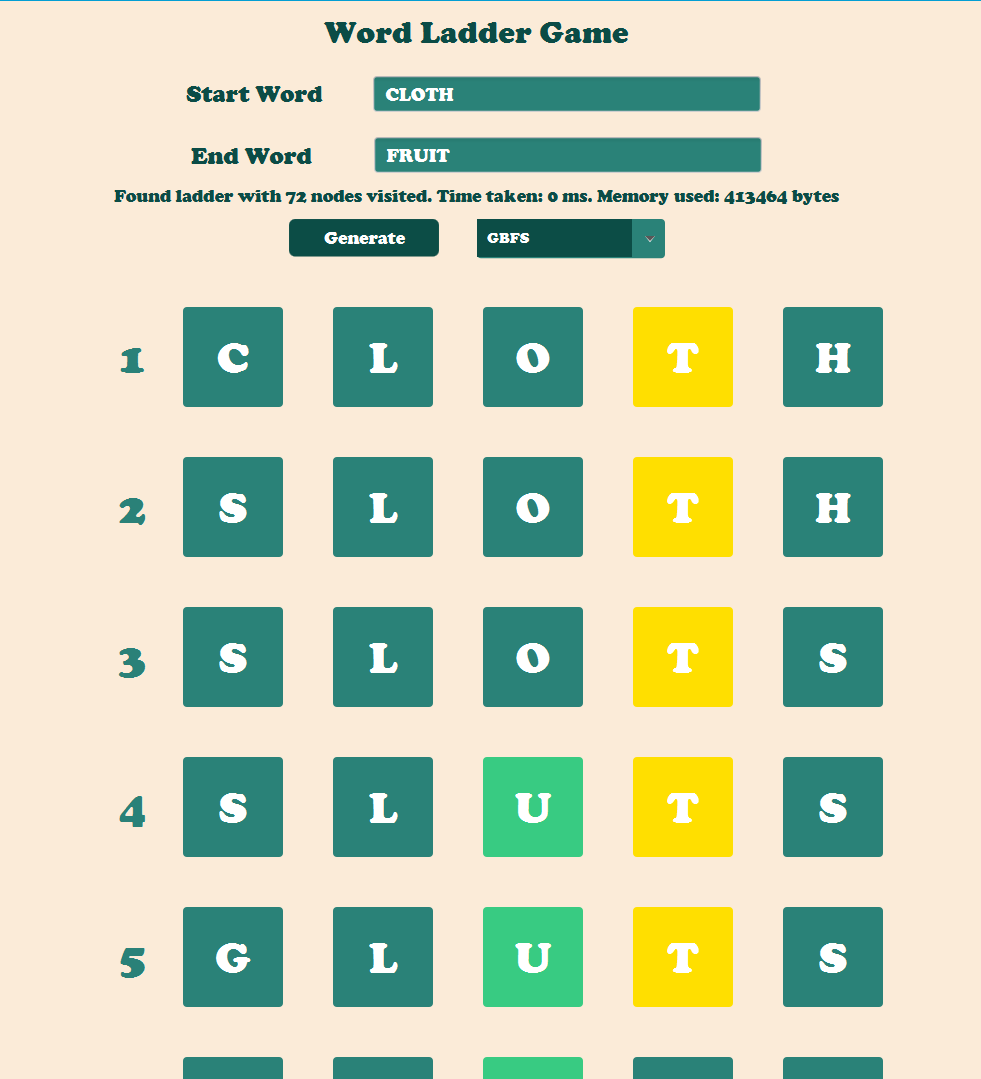 Word Ladder Game
Start Word CLOTH
End Word FRUIT
Found ladder with 72 nodes visited. Time taken: 0 ms. Memory used: 413464 bytes
Generate GBFS
1 C L O T H
2 S L O T H
3 S L O T S
4 S L U T S
5 G L U T S